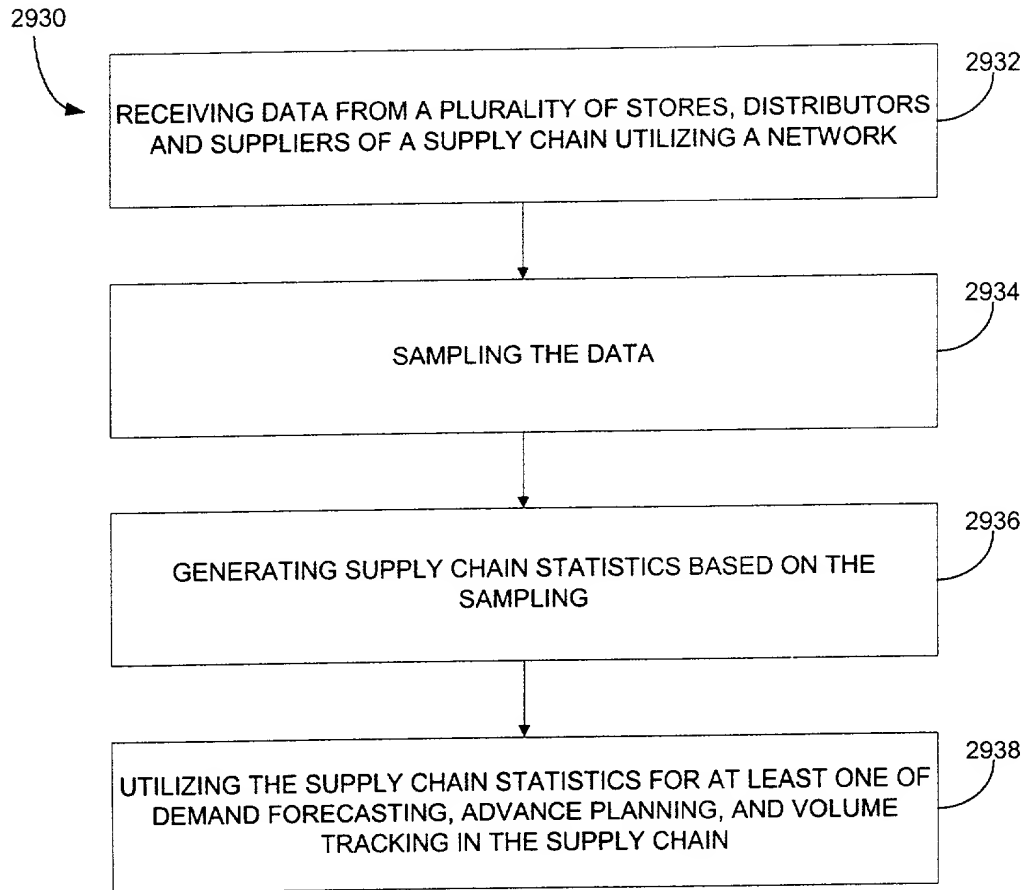 2930
2932
RECEIVING DATA FROM A PLURALITY OF STORES, DISTRIBUTORS
AND SUPPLIERS OF A SUPPLY CHAIN UTILIZING A NETWORK
2934
SAMPLING THE DATA
2936
GENERATING SUPPLY CHAIN STATISTICS BASED ON THE
SAMPLING
2938
UTILIZING THE SUPPLY CHAIN STATISTICS FOR AT LEAST ONE OF
DEMAND FORECASTING, ADVANCE PLANNING, AND VOLUME
TRACKING IN THE SUPPLY CHAIN